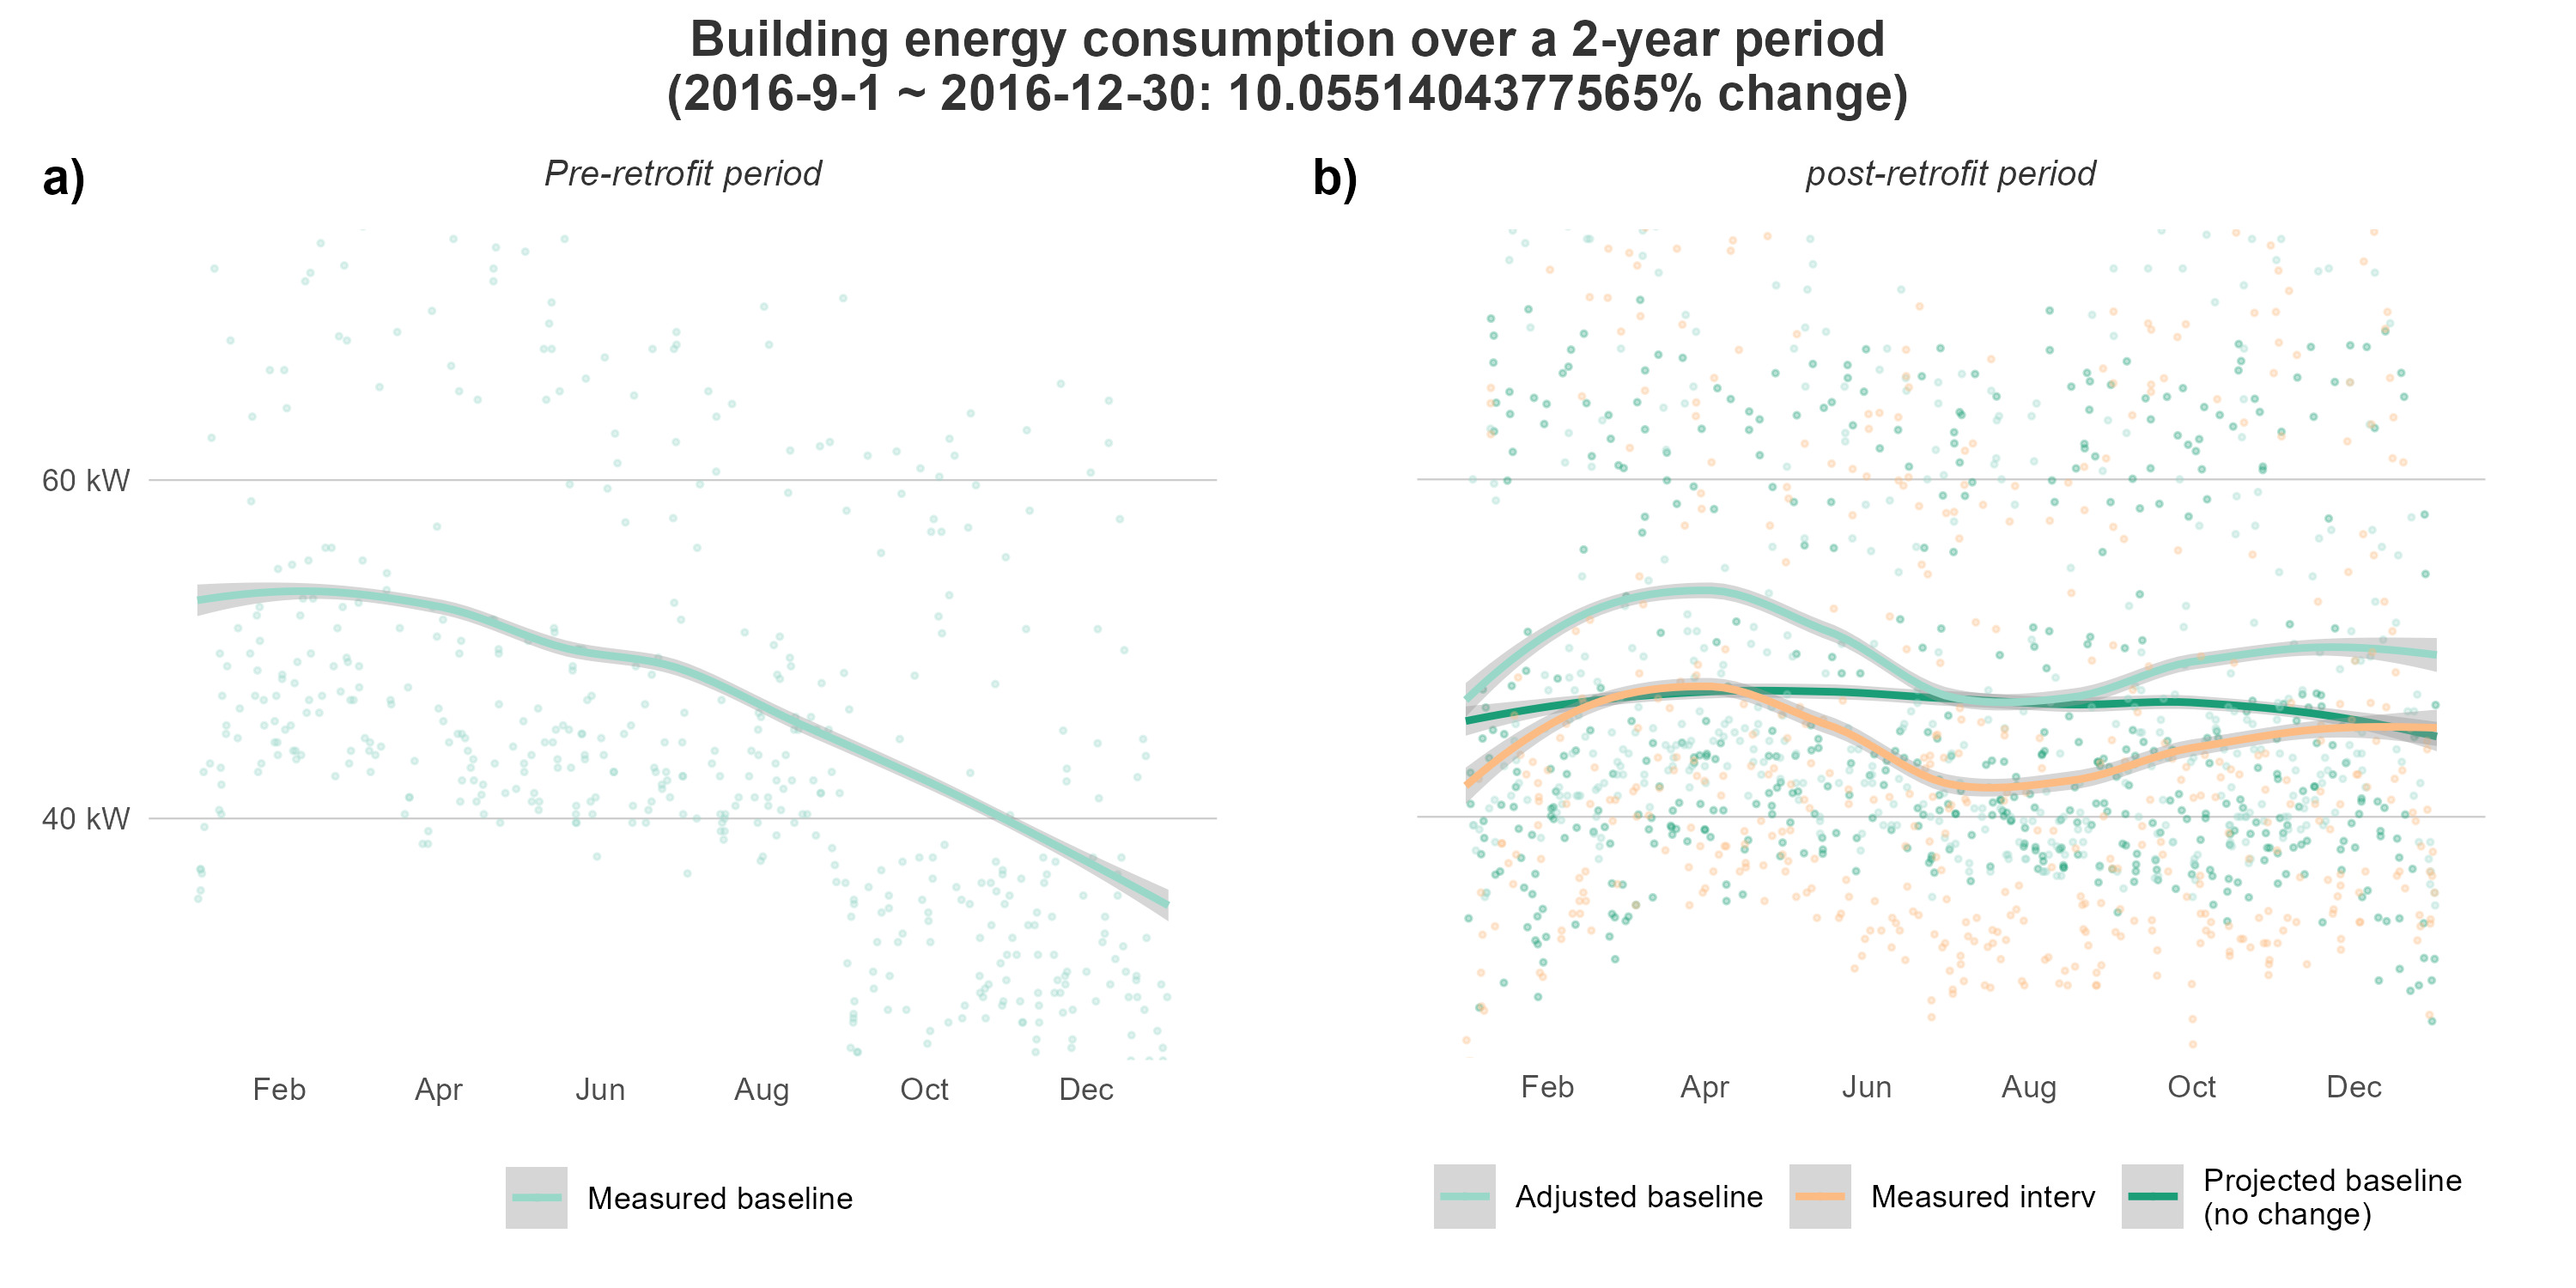 Building energy consumption over a 2-year period
(2016-9-1 ~ 2016-12-30: 10.0551404377565% change)
a)
Pre-retrofit period
60 kW
40 kW
Feb Apr Jun Aug Oct Dec
Measured baseline
b)
post-retrofit period
Feb Apr Jun Aug Oct Dec
Adjusted baseline
Measured interv
Projected baseline
(no change)